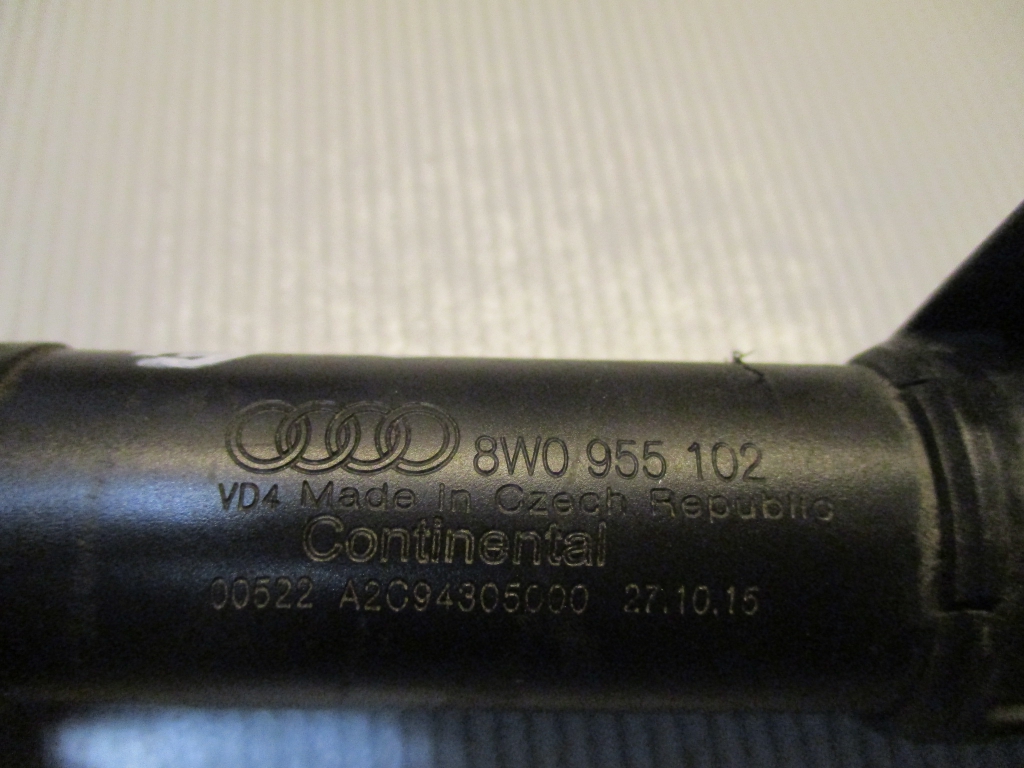 8W0 955 102
VD4 Made in Czech Republic
Continental
00522 A2C94305000 27.10.15